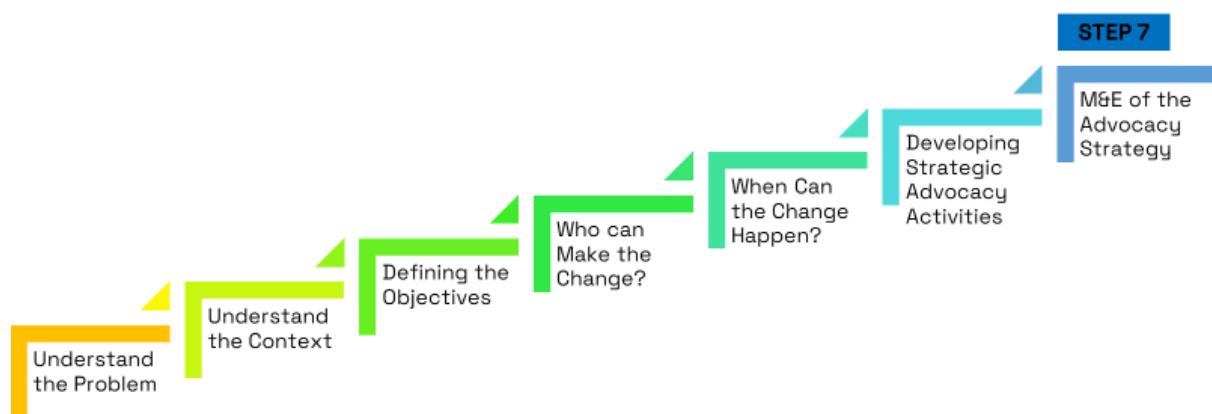 STEP 7
Understand
the Problem
Understand
the Context
Defining the
Objectives
Who can
Make the
Change?
When Can
the Change
Happen?
Developing
Strategic
Advocacy
Activities
M&E of the
Advocacy
Strategy